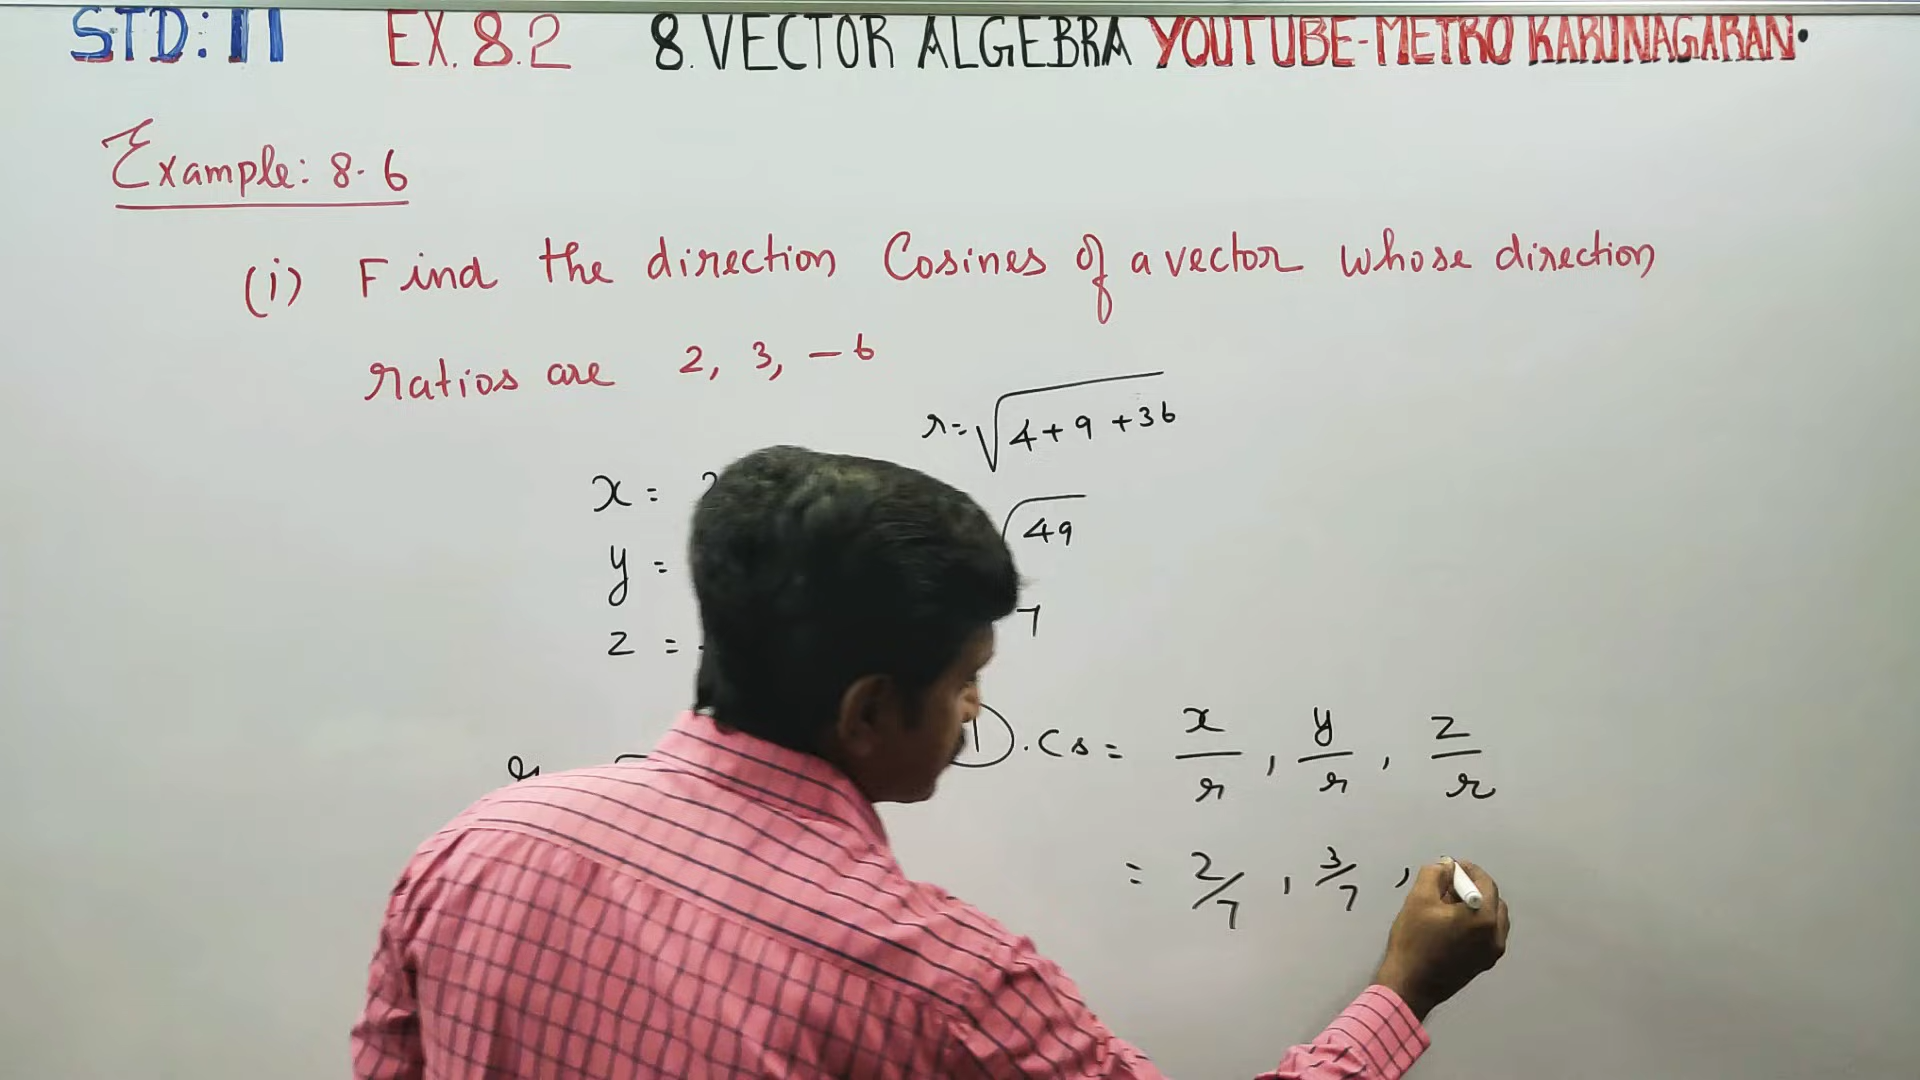 STD: 11 EX. 8.2 8. VECTOR ALGEBRA YOUTUBE-METRO KARUNAGARAN.
Example: 8.6
(i) Find the direction Cosines of a vector whose direction
ratios are 2, 3, -6
r = √4 + 9 + 36
x =
√49
y =
7
z =
D.Cs = x/r, y/r, z/r
= 2/7, 3/7,